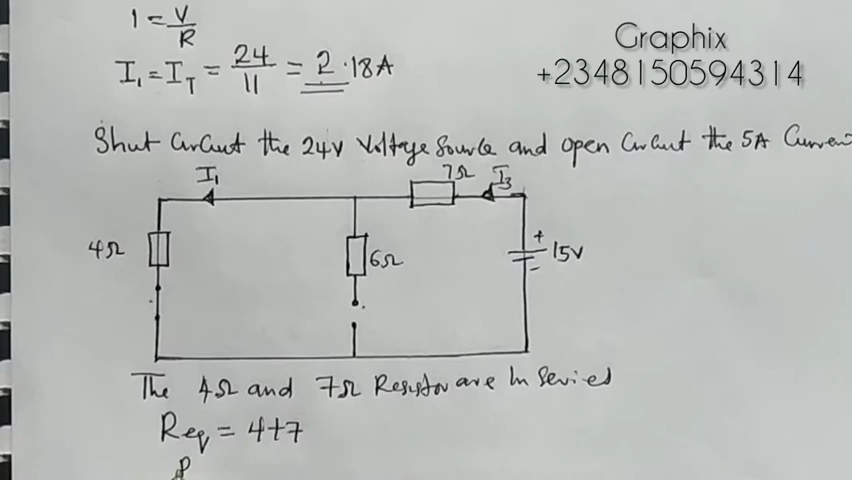 I = V/R
Graphix
I₁ = I_T = 24/11 = 2.18A
+2348150594314
Shut Circuit the 24V Voltage Source and open Circuit the 5A Current
I₁
7Ω
I₃
4Ω
6Ω
+
15V
-
The 4Ω and 7Ω Resistor are In Series
Req = 4+7